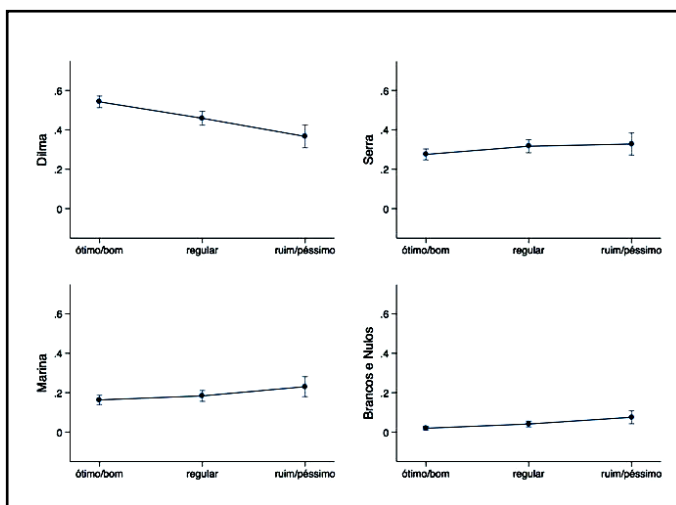 Dilma
.6
.4
.2
0
ótimo/bom regular ruim/péssimo
Serra
.6
.4
.2
0
ótimo/bom regular ruim/péssimo
Marina
.6
.4
.2
0
ótimo/bom regular ruim/péssimo
Brancos e Nulos
.6
.4
.2
0
ótimo/bom regular ruim/péssimo